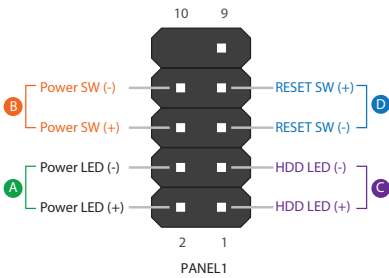 10 9
Power SW (-) RESET SW (+)
B D
Power SW (+) RESET SW (-)
Power LED (-) HDD LED (-)
A C
Power LED (+) HDD LED (+)
2 1
PANEL1